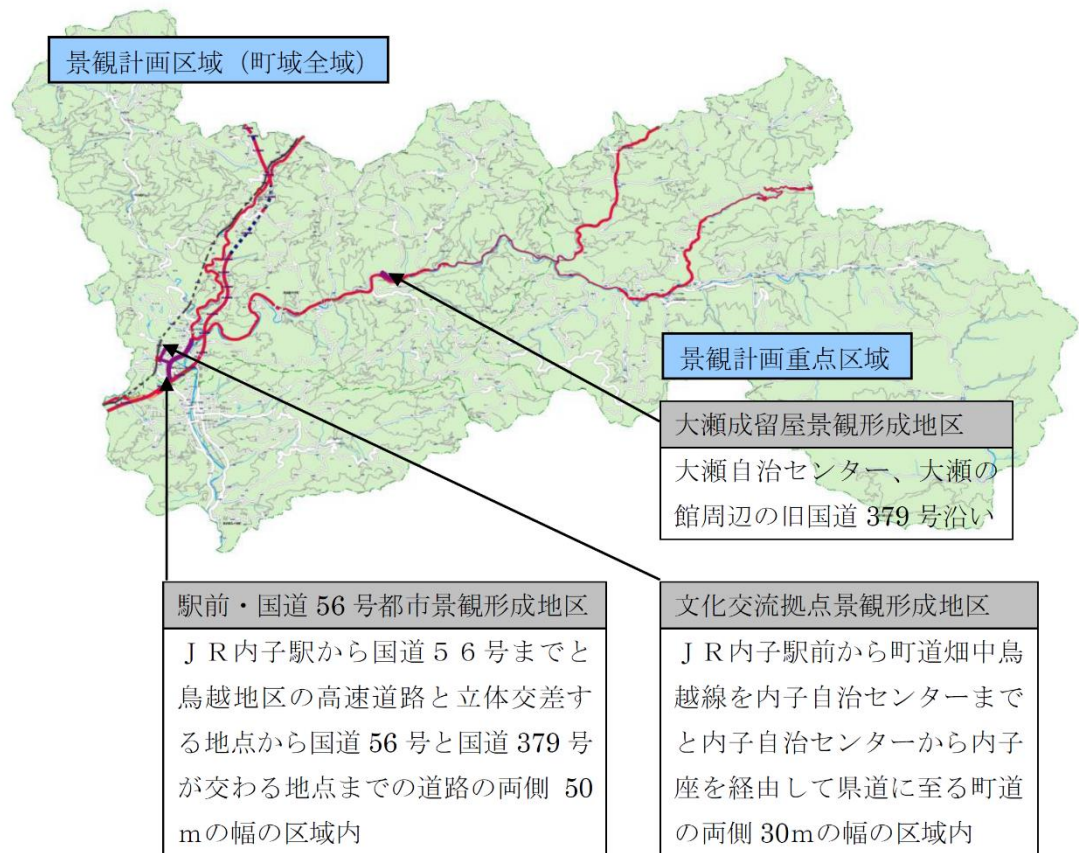 景観計画区域（町域全域）
景観計画重点区域
大瀬成留屋景観形成地区
大瀬自治センター、大瀬の
館周辺の旧国道 379 号沿い
駅前・国道 56 号都市景観形成地区
ＪＲ内子駅から国道５６号までと
鳥越地区の高速道路と立体交差す
る地点から国道 56 号と国道 379 号
が交わる地点までの道路の両側 50
ｍの幅の区域内
文化交流拠点景観形成地区
ＪＲ内子駅前から町道畑中鳥
越線を内子自治センターまで
と内子自治センターから内子
座を経由して県道に至る町道
の両側 30ｍの幅の区域内